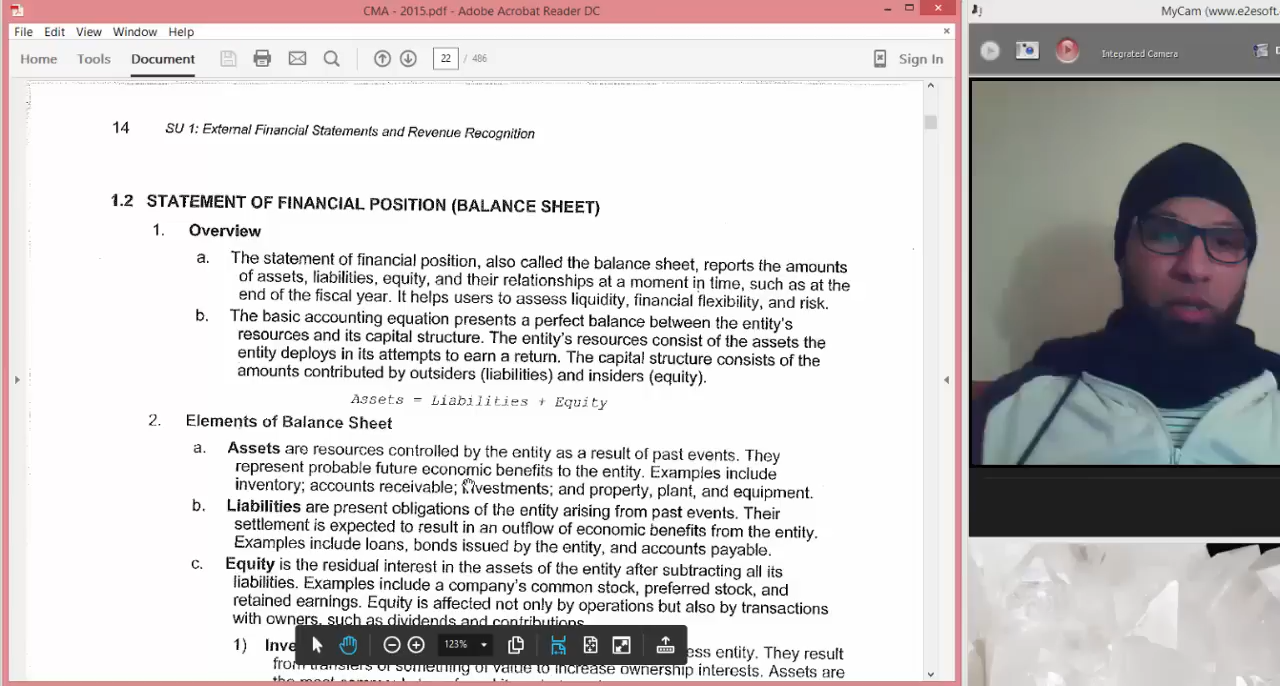 CMA - 2015.pdf - Adobe Acrobat Reader DC
File Edit View Window Help
Home Tools Document 22 / 486 Sign In
14 SU 1: External Financial Statements and Revenue Recognition
1.2 STATEMENT OF FINANCIAL POSITION (BALANCE SHEET)
1. Overview
a. The statement of financial position, also called the balance sheet, reports the amounts
of assets, liabilities, equity, and their relationships at a moment in time, such as at the
end of the fiscal year. It helps users to assess liquidity, financial flexibility, and risk.
b. The basic accounting equation presents a perfect balance between the entity's
resources and its capital structure. The entity's resources consist of the assets the
entity deploys in its attempts to earn a return. The capital structure consists of the
amounts contributed by outsiders (liabilities) and insiders (equity).
Assets = Liabilities + Equity
2. Elements of Balance Sheet
a. Assets are resources controlled by the entity as a result of past events. They
represent probable future economic benefits to the entity. Examples include
inventory; accounts receivable; investments; and property, plant, and equipment.
b. Liabilities are present obligations of the entity arising from past events. Their
settlement is expected to result in an outflow of economic benefits from the entity.
Examples include loans, bonds issued by the entity, and accounts payable.
c. Equity is the residual interest in the assets of the entity after subtracting all its
liabilities. Examples include a company's common stock, preferred stock, and
retained earnings. Equity is affected not only by operations but also by transactions
with owners, such as dividends and contributions.
1) Inve ess entity. They result
from transfers of something of value to increase ownership interests. Assets are
123%
MyCam (www.e2esoft.
Integrated Camera